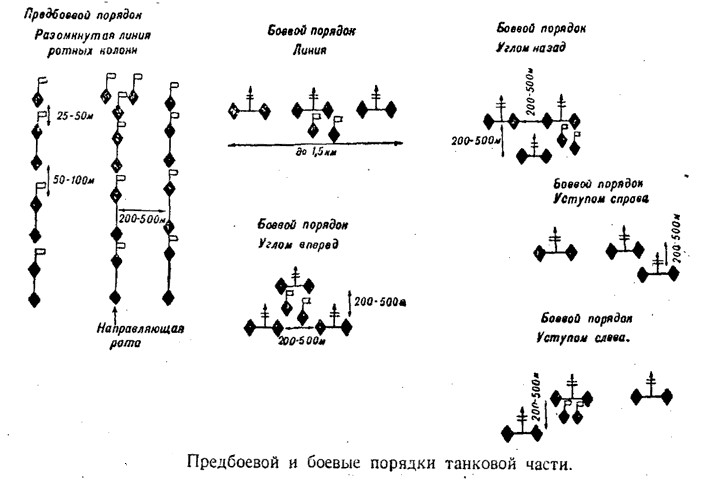 Предбоевой порядок
Разомкнутая линия
ротных колонн
25-50м
50-100м
200-500м
Направляющая
рота
Боевой порядок
Линия
до 1,5 км
Боевой порядок
Углом вперед
200-500м
200-500м
Боевой порядок
Углом назад
200-500м
200-500м
Боевой порядок
Уступом справа
200-500м
Боевой порядок
Уступом слева.
200-500м
Предбоевой и боевые порядки танковой части.